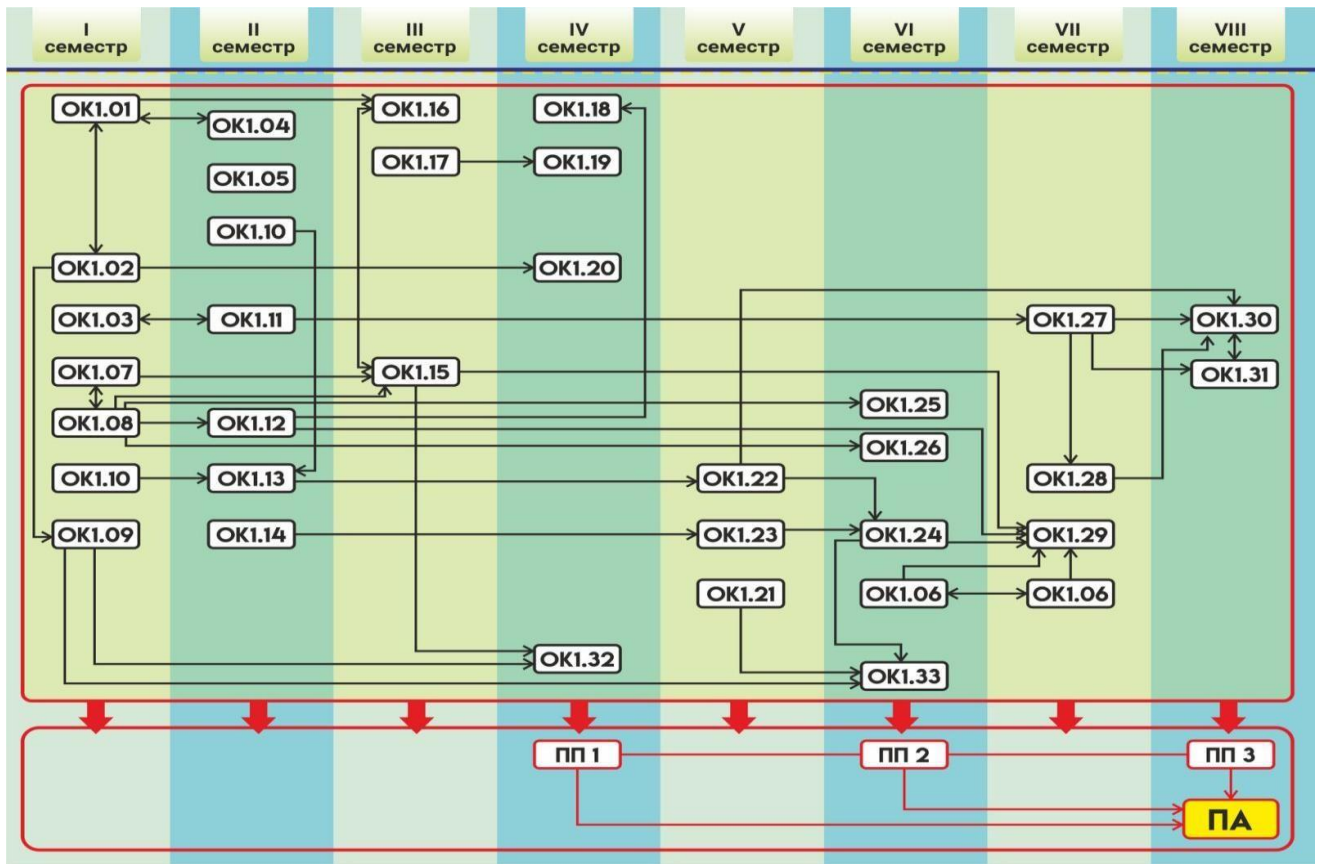 I
семестр
II
семестр
III
семестр
IV
семестр
V
семестр
VI
семестр
VII
семестр
VIII
семестр
ОК1.01
ОК1.16
ОК1.18
ОК1.04
ОК1.17
ОК1.19
ОК1.05
ОК1.10
ОК1.02
ОК1.20
ОК1.03
ОК1.11
ОК1.27
ОК1.30
ОК1.07
ОК1.15
ОК1.31
ОК1.25
ОК1.08
ОК1.12
ОК1.26
ОК1.10
ОК1.13
ОК1.22
ОК1.28
ОК1.09
ОК1.14
ОК1.23
ОК1.24
ОК1.29
ОК1.21
ОК1.06
ОК1.06
ОК1.32
ОК1.33
ПП 1
ПП 2
ПП 3
ПА